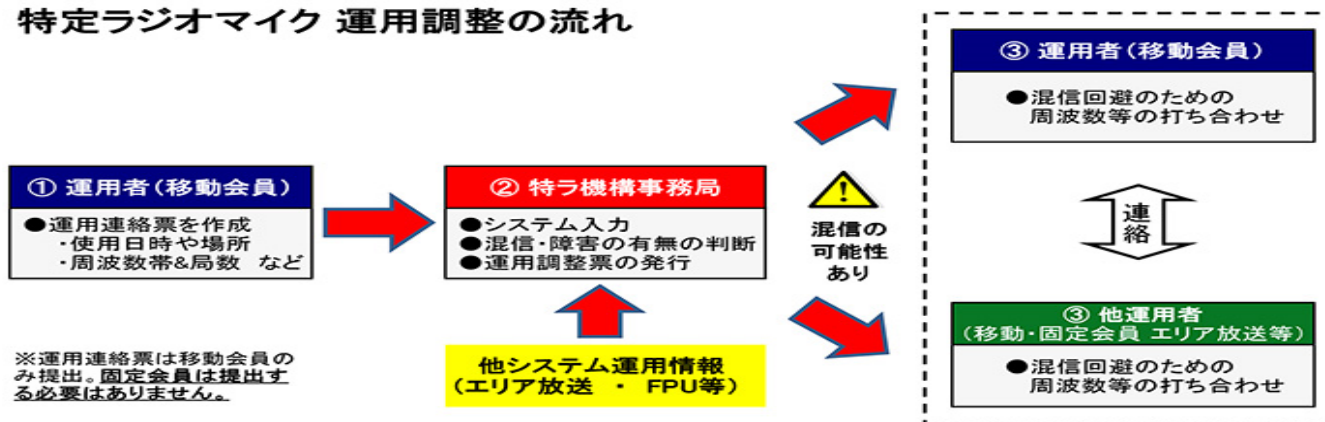 特定ラジオマイク 運用調整の流れ
① 運用者(移動会員)
●運用連絡票を作成
・使用日時や場所
・周波数帯&局数 など
※運用連絡票は移動会員の
み提出。固定会員は提出す
る必要はありません。
② 特ラ機構事務局
●システム入力
●混信・障害の有無の判断
●運用調整票の発行
他システム運用情報
(エリア放送 ・ FPU等)
混信の
可能性
あり
③ 運用者(移動会員)
●混信回避のための
周波数等の打ち合わせ
連
絡
③ 他運用者
(移動・固定会員 エリア放送等)
●混信回避のための
周波数等の打ち合わせ